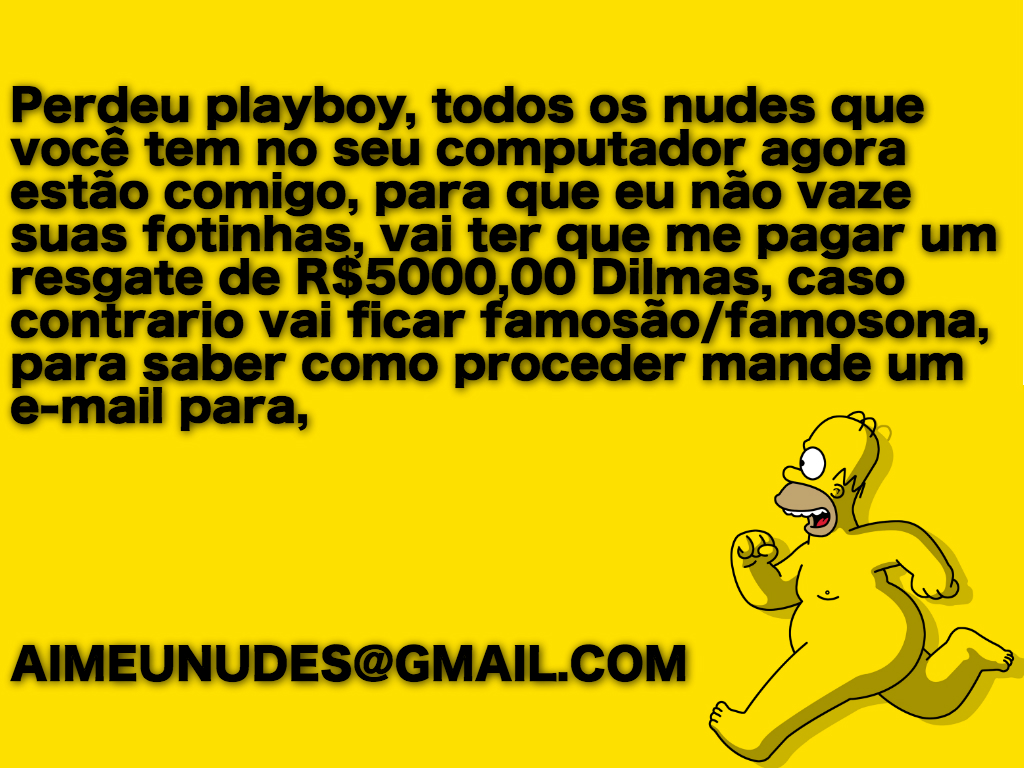 Perdeu playboy, todos os nudes que
você tem no seu computador agora
estão comigo, para que eu não vaze
suas fotinhas, vai ter que me pagar um
resgate de R$5000,00 Dilmas, caso
contrario vai ficar famosão/famosona,
para saber como proceder mande um
e-mail para,
AIMEUNUDES@GMAIL.COM